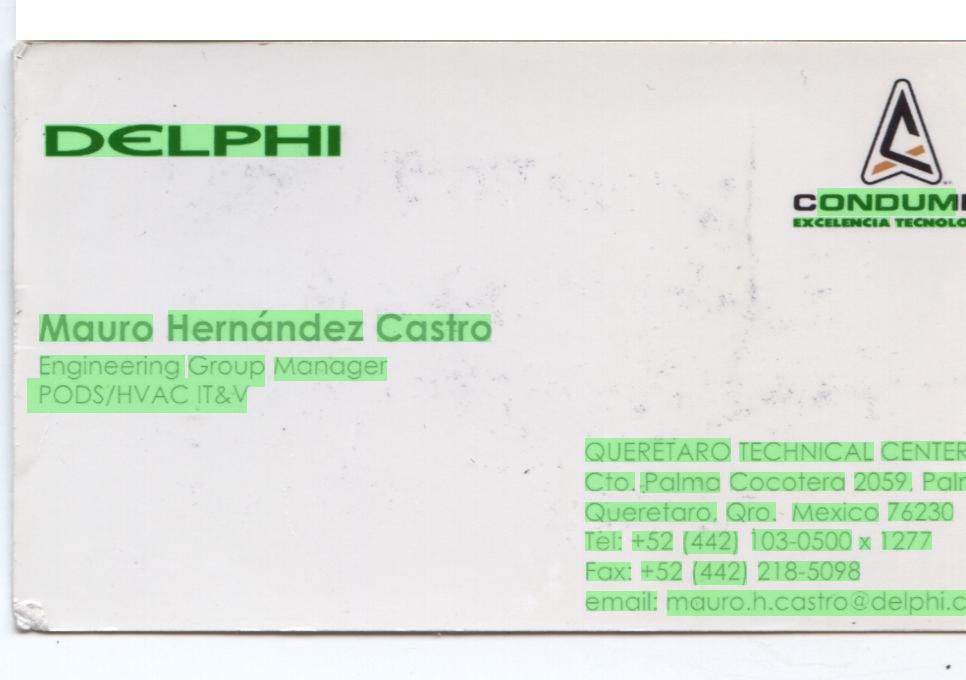 DELPHI
CONDUM
EXCELENCIA TECNOLO
Mauro Hernández Castro
Engineering Group Manager
PODS/HVAC IT&V
QUERETARO TECHNICAL CENTER
Cto. Palma Cocotera 2059, Palm
Queretaro, Qro. Mexico 76230
Tel: +52 (442) 103-0500 x 1277
Fax: +52 (442) 218-5098
email: mauro.h.castro@delphi.c